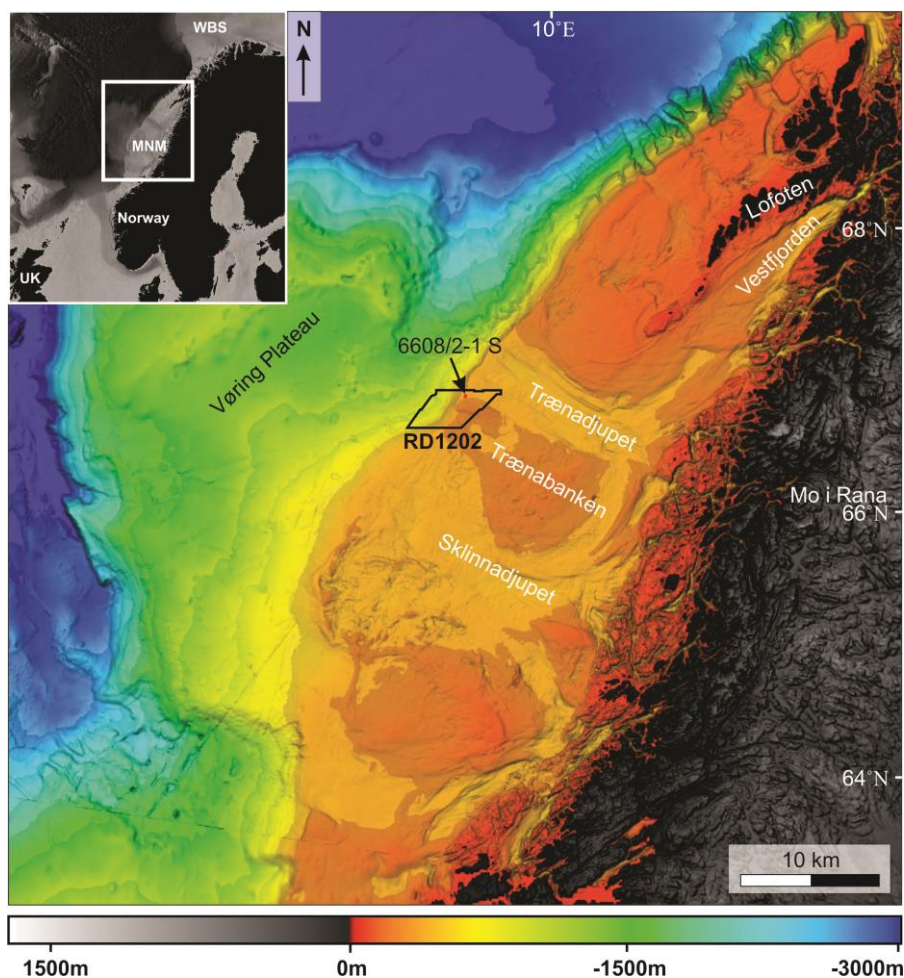 WBS
MNM
Norway
UK
N
10°E
Lofoten
68°N
Vestfjorden
Vøring Plateau
6608/2-1 S
RD1202
Trænadjupet
Trænabanken
Mo i Rana
66°N
Sklinnadjupet
64°N
10 km
1500m 0m -1500m -3000m